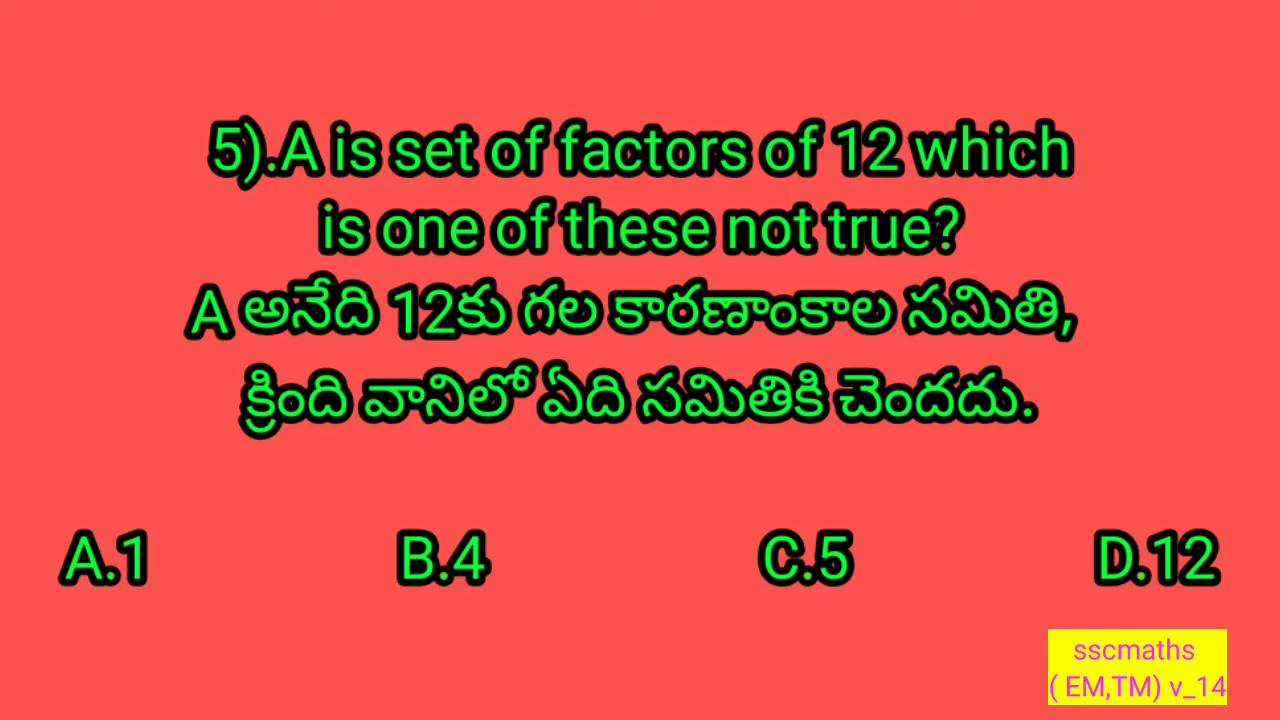 5).A is set of factors of 12 which
is one of these not true?
A అనేది 12కు గల కారణాంకాల సమితి,
క్రింది వానిలో ఏది సమితికి చెందదు.
A.1 B.4 C.5 D.12
sscmaths
( EM,TM) v_14